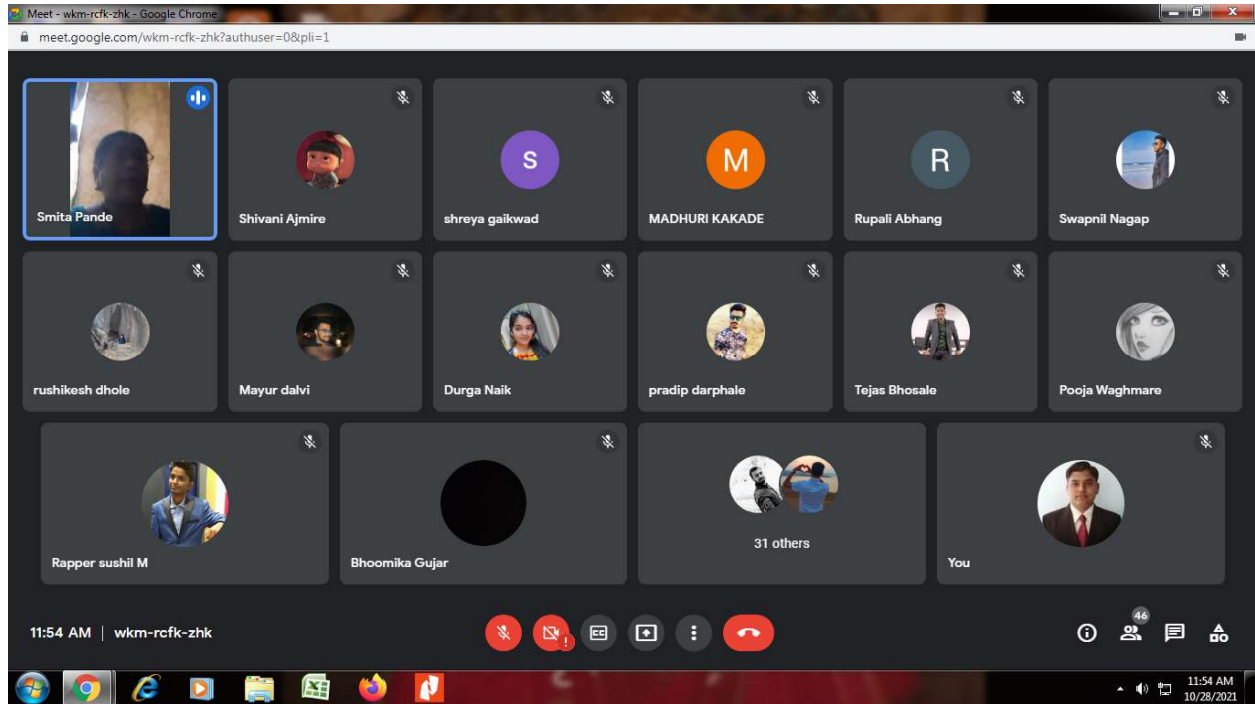 Meet - wkm-rcfk-zhk - Google Chrome
meet.google.com/wkm-rcfk-zhk?authuser=0&pli=1
Smita Pande
Shivani Ajmire
S
shreya gaikwad
M
MADHURI KAKADE
R
Rupali Abhang
Swapnil Nagap
rushikesh dhole
Mayur dalvi
Durga Naik
pradip darphale
Tejas Bhosale
Pooja Waghmare
Rapper sushil M
Bhoomika Gujar
31 others
You
11:54 AM | wkm-rcfk-zhk
CC
46
11:54 AM
10/28/2021